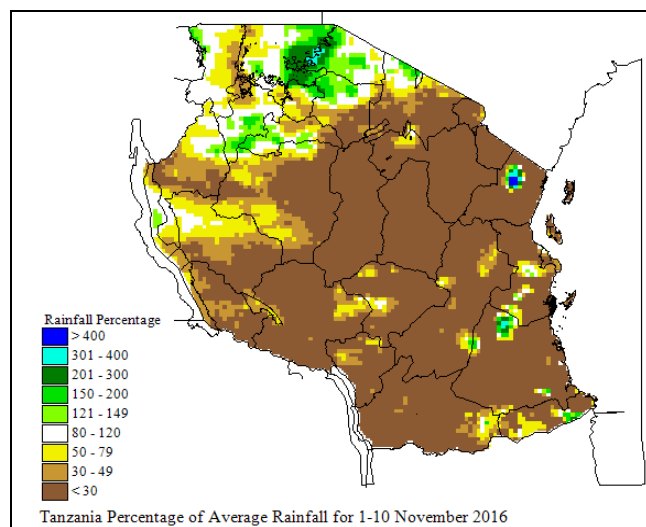 Rainfall Percentage
> 400
301 - 400
201 - 300
150 - 200
121 - 149
80 - 120
50 - 79
30 - 49
< 30
Tanzania Percentage of Average Rainfall for 1-10 November 2016